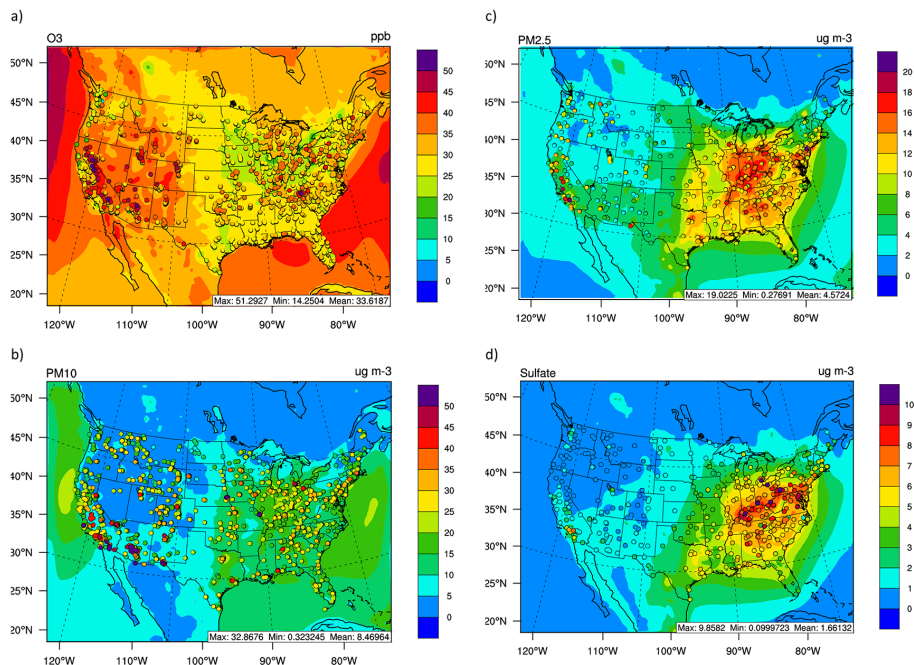 a)
O3 ppb
50°N
45°N
40°N
35°N
30°N
25°N
20°N
120°W 110°W 100°W 90°W 80°W
Max: 51.2927 Min: 14.2504 Mean: 33.6187
50
45
40
35
30
25
20
15
10
5
0
c)
PM2.5 ug m-3
50°N
45°N
40°N
35°N
30°N
25°N
20°N
120°W 110°W 100°W 90°W 80°W
Max: 19.0225 Min: 0.27691 Mean: 4.5724
20
18
16
14
12
10
8
6
4
2
0
b)
PM10 ug m-3
50°N
45°N
40°N
35°N
30°N
25°N
20°N
120°W 110°W 100°W 90°W 80°W
Max: 32.8676 Min: 0.323245 Mean: 8.46964
50
45
40
35
30
25
20
15
10
5
0
d)
Sulfate ug m-3
50°N
45°N
40°N
35°N
30°N
25°N
20°N
120°W 110°W 100°W 90°W 80°W
Max: 9.8582 Min: 0.0999723 Mean: 1.66132
10
9
8
7
6
5
4
3
2
1
0